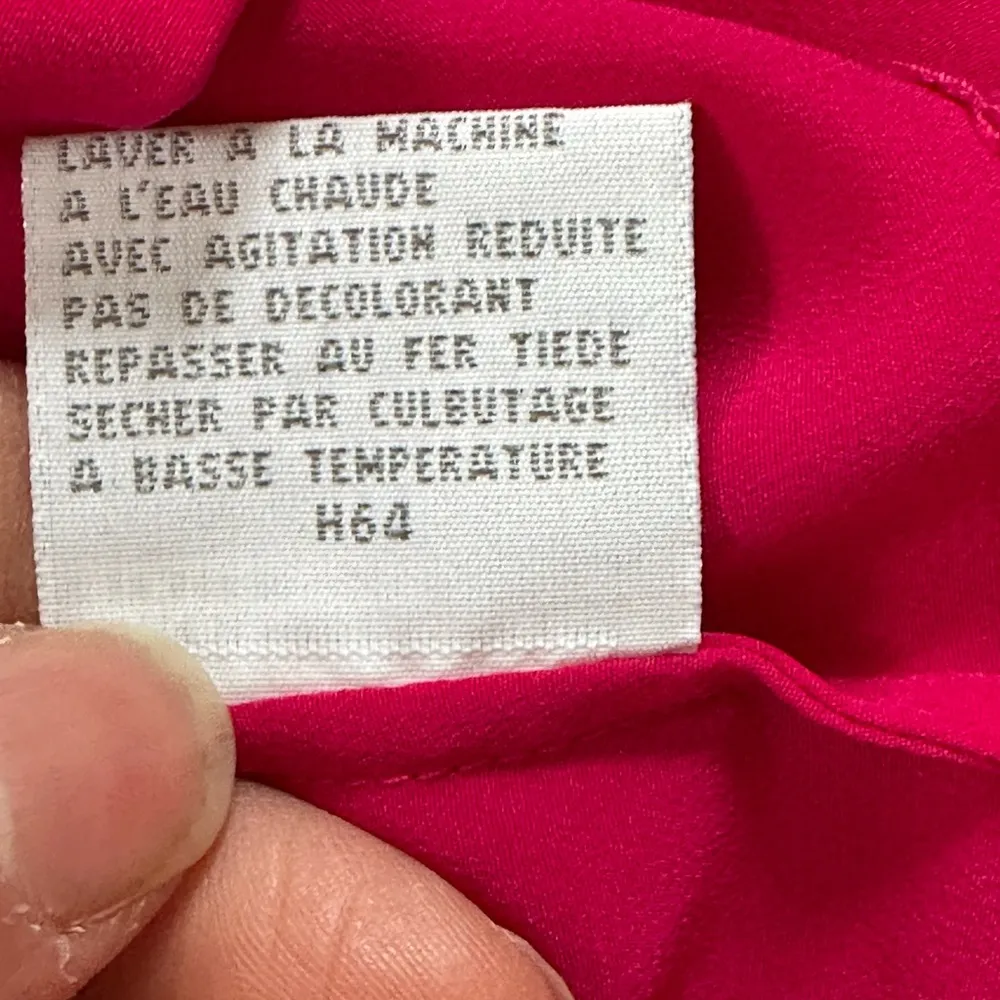 LAVER A LA MACHINE
A L'EAU CHAUDE
AVEC AGITATION REDUITE
PAS DE DECOLORANT
REPASSER AU FER TIEDE
SECHER PAR CULBUTAGE
A BASSE TEMPERATURE
H64